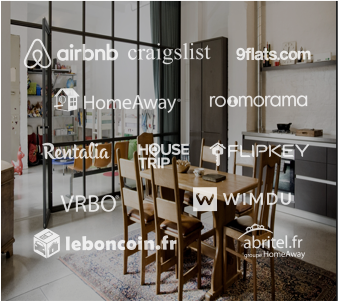 airbnb craigslist 9flats.com
HomeAway roomorama
Rentalia HOUSE TRIP FLIPKEY
VRBO WIMDU
leboncoin.fr abritel.fr
groupe HomeAway